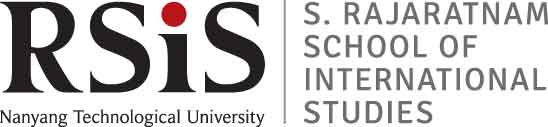 RSiS
Nanyang Technological University
S. RAJARATNAM
SCHOOL OF
INTERNATIONAL
STUDIES